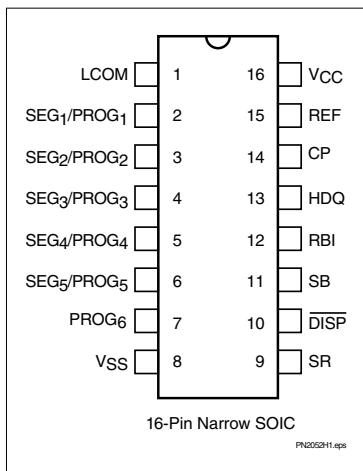 LCOM 1 16 VCC
SEG1/PROG1 2 15 REF
SEG2/PROG2 3 14 CP
SEG3/PROG3 4 13 HDQ
SEG4/PROG4 5 12 RBI
SEG5/PROG5 6 11 SB
PROG6 7 10 DISP
VSS 8 9 SR
16-Pin Narrow SOIC
PN2052H1.eps